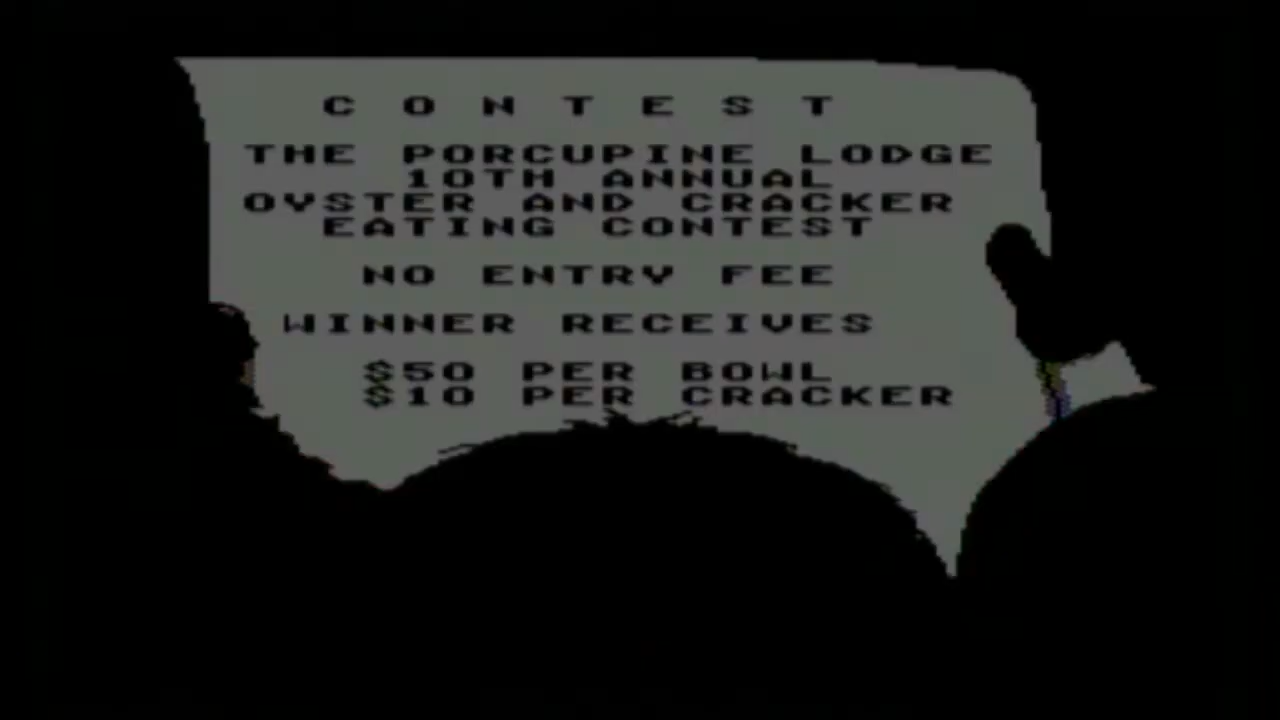 CONTEST
THE PORCUPINE LODGE
10TH ANNUAL
OYSTER AND CRACKER
EATING CONTEST
NO ENTRY FEE
WINNER RECEIVES
$50 PER BOWL
$10 PER CRACKER